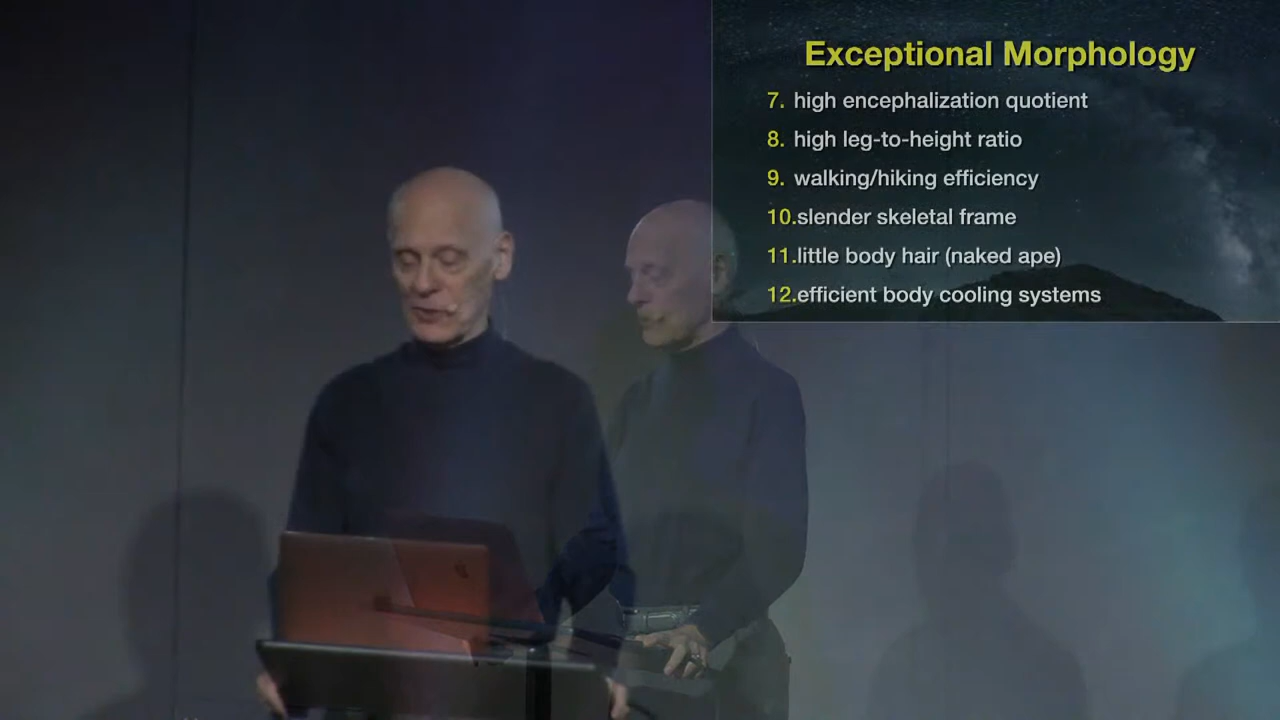 Exceptional Morphology
7. high encephalization quotient
8. high leg-to-height ratio
9. walking/hiking efficiency
10.slender skeletal frame
11.little body hair (naked ape)
12.efficient body cooling systems